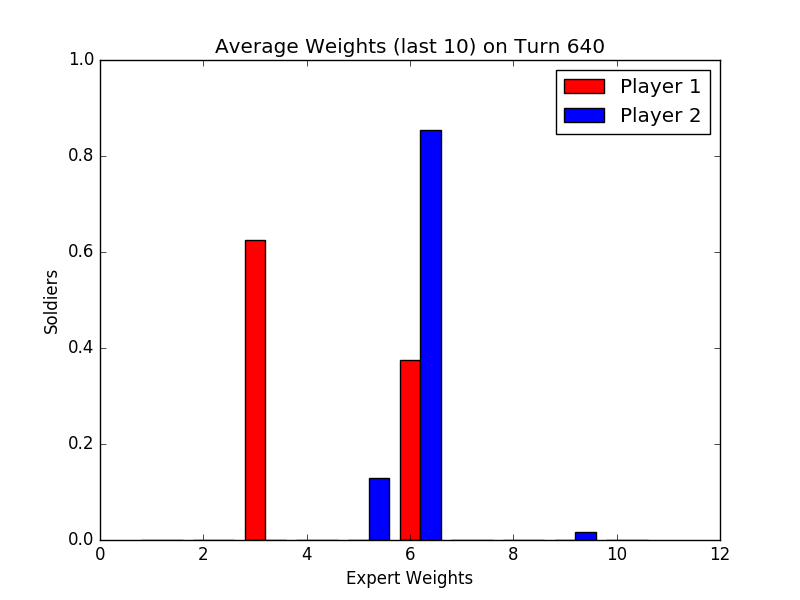 Average Weights (last 10) on Turn 640
1.0
Player 1
Player 2
0.8
0.6
Soldiers
0.4
0.2
0.0
0 2 4 6 8 10 12
Expert Weights